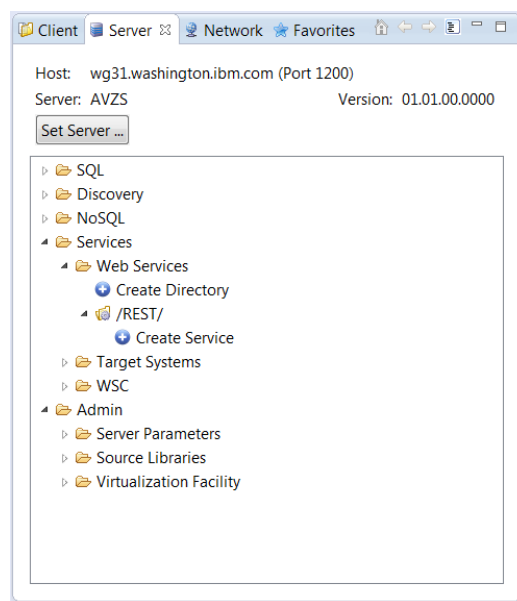 Client Server Network Favorites
Host: wg31.washington.ibm.com (Port 1200)
Server: AVZS Version: 01.01.00.0000
Set Server ...
SQL
Discovery
NoSQL
Services
Web Services
Create Directory
/REST/
Create Service
Target Systems
WSC
Admin
Server Parameters
Source Libraries
Virtualization Facility